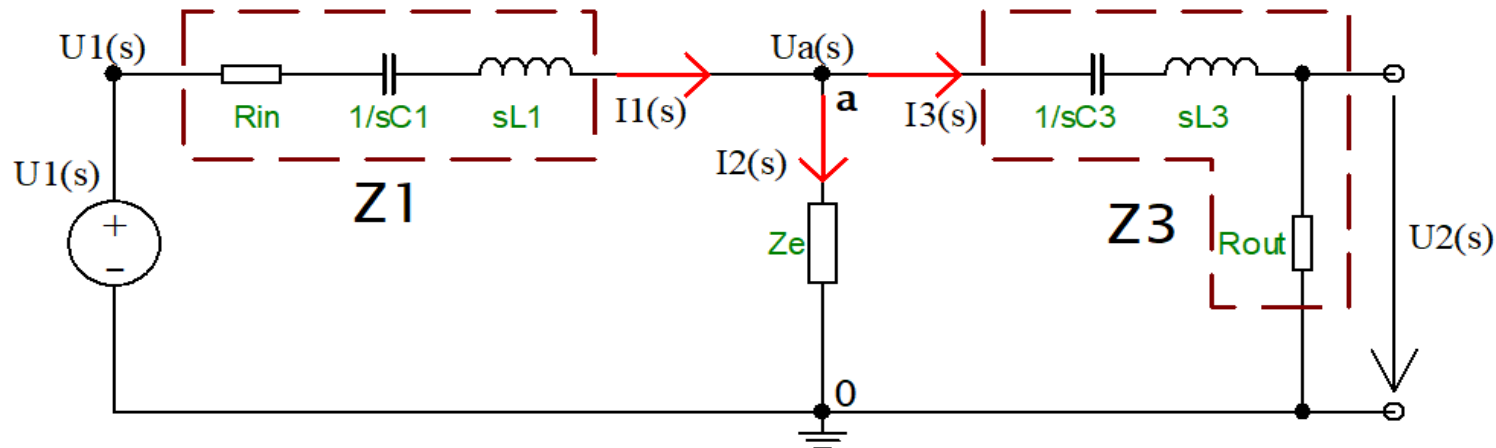 U1(s)
Ua(s)
Rin
1/sC1
sL1
I1(s)
a
I3(s)
1/sC3
sL3
U1(s)
Z1
I2(s)
Z3
+
−
Ze
Rout
U2(s)
0